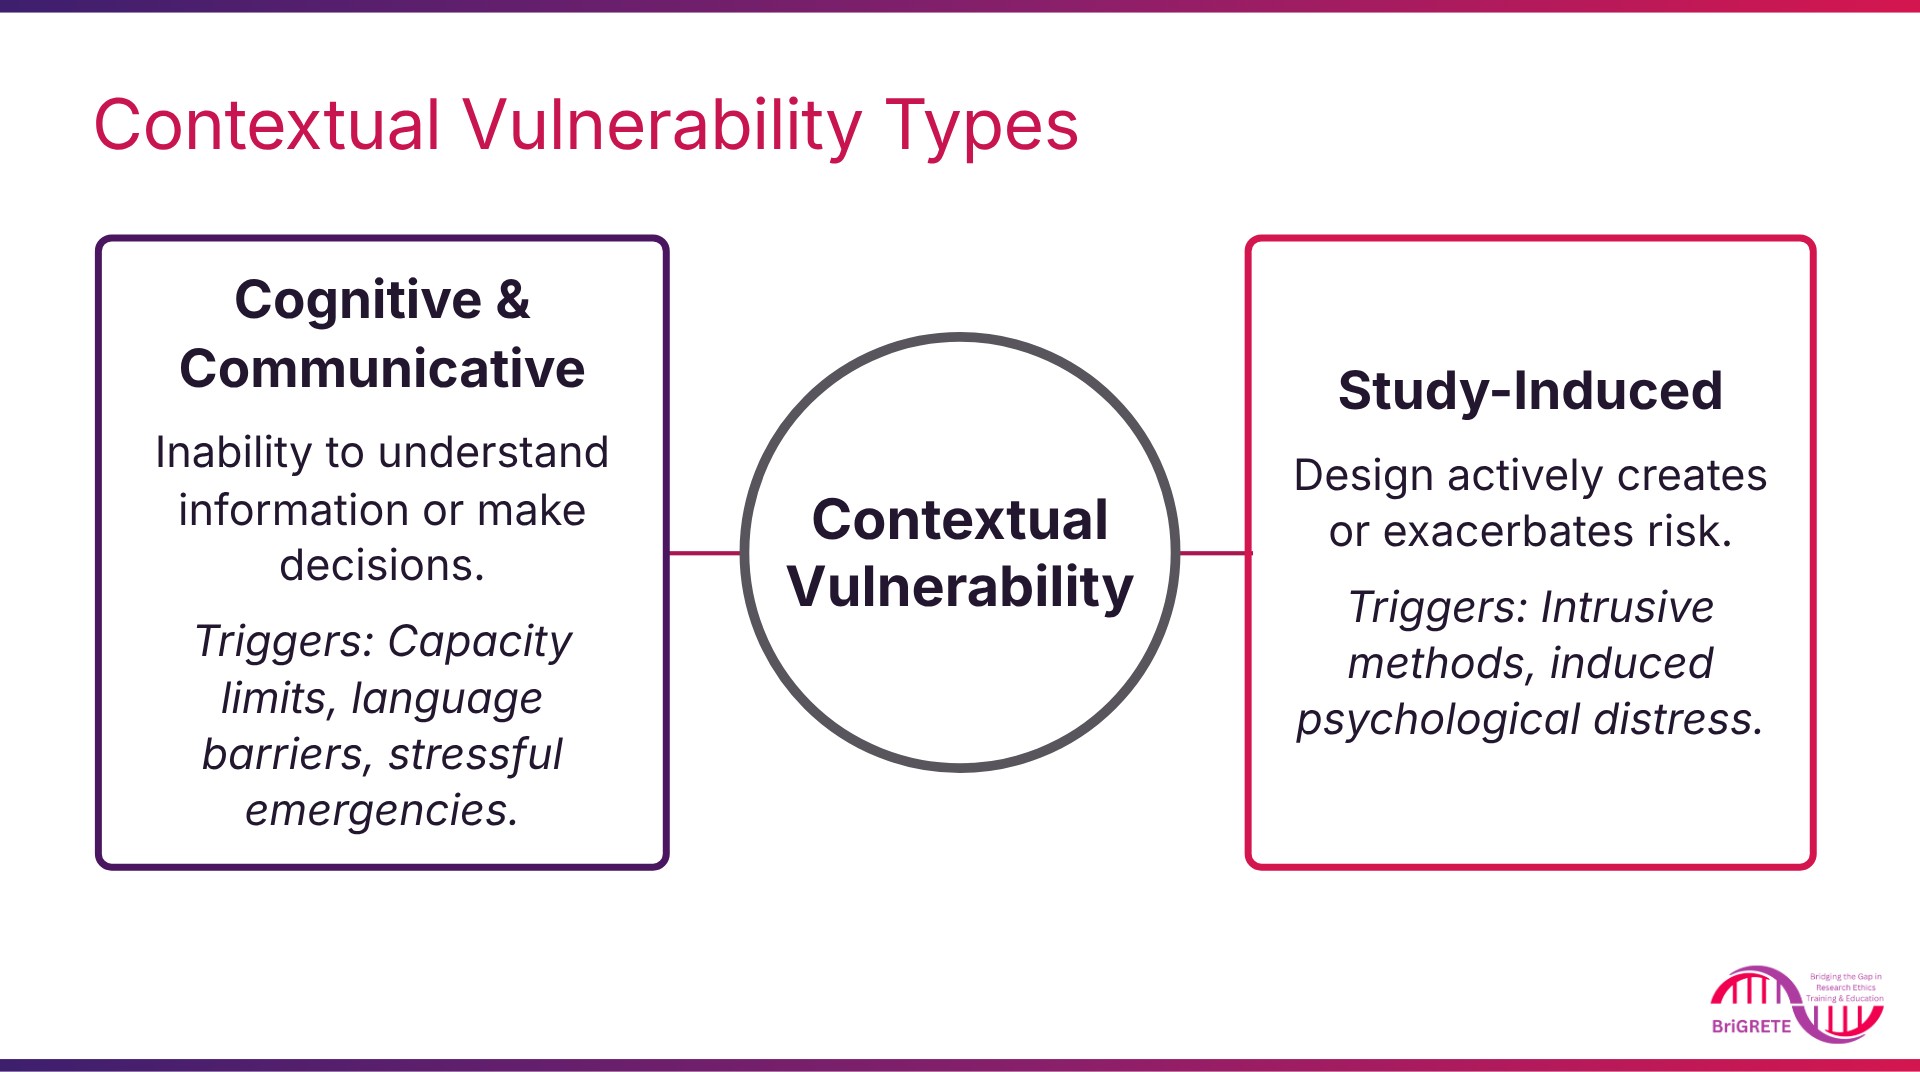 Contextual Vulnerability Types
Cognitive &
Communicative
Inability to understand
information or make
decisions.
Triggers: Capacity
limits, language
barriers, stressful
emergencies.
Contextual
Vulnerability
Study-Induced
Design actively creates
or exacerbates risk.
Triggers: Intrusive
methods, induced
psychological distress.
Bridging the Gap in
Research Ethics
Training & Education
BriGRETE